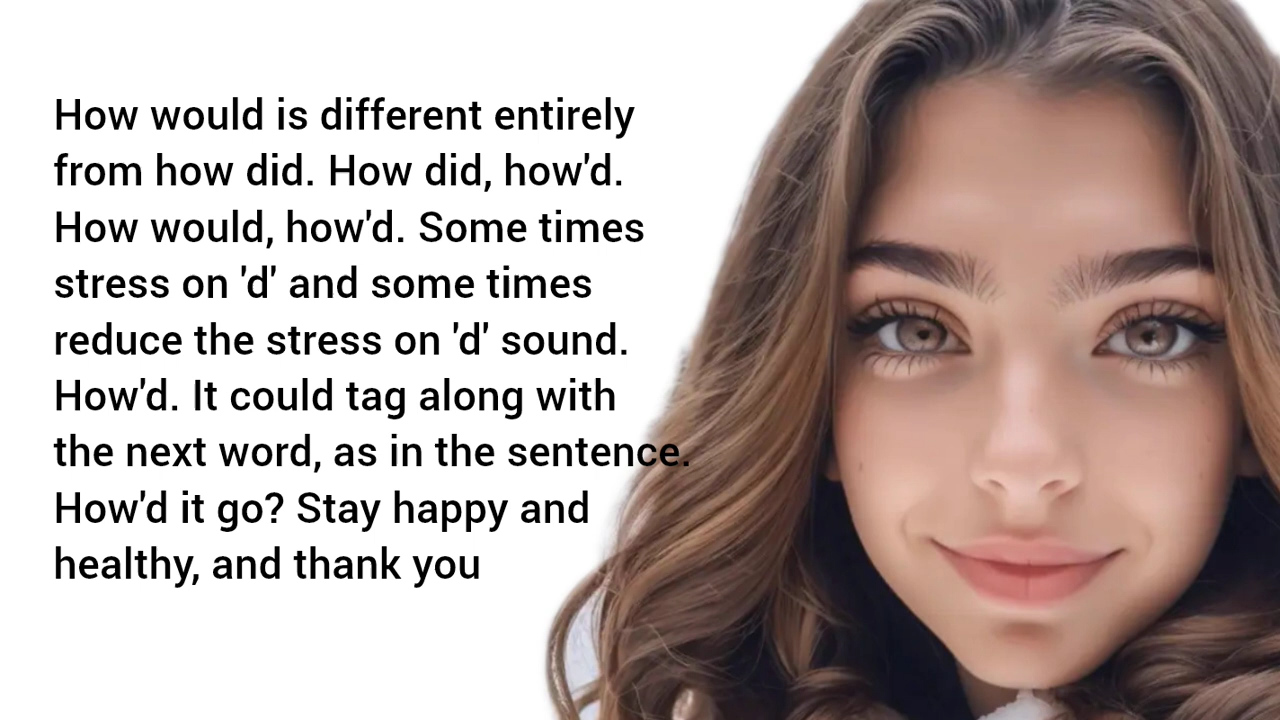 How would is different entirely
from how did. How did, how'd.
How would, how'd. Some times
stress on 'd' and some times
reduce the stress on 'd' sound.
How'd. It could tag along with
the next word, as in the sentence.
How'd it go? Stay happy and
healthy, and thank you